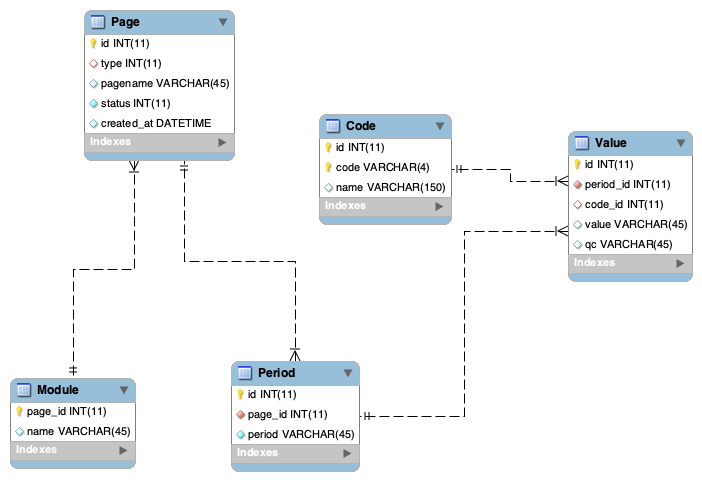 Page
id INT(11)
type INT(11)
pagename VARCHAR(45)
status INT(11)
created_at DATETIME
Indexes
Code
id INT(11)
code VARCHAR(4)
name VARCHAR(150)
Indexes
Value
id INT(11)
period_id INT(11)
code_id INT(11)
value VARCHAR(45)
qc VARCHAR(45)
Indexes
Module
page_id INT(11)
name VARCHAR(45)
Indexes
Period
id INT(11)
page_id INT(11)
period VARCHAR(45)
Indexes